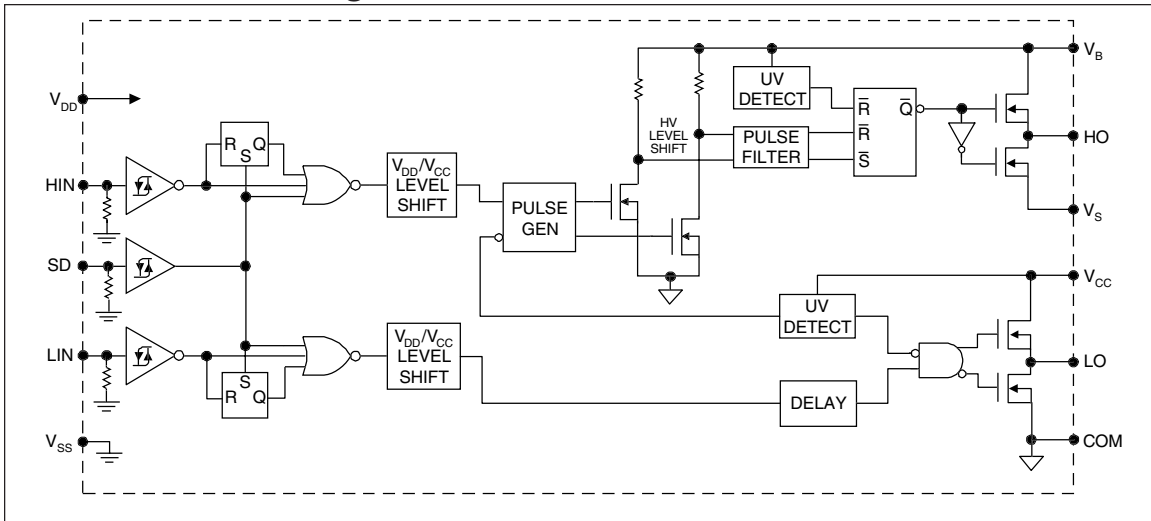 V_B
UV
DETECT
V_DD
R̅
Q̅
R
Q
S
HV
LEVEL
SHIFT
R̅
HO
PULSE
FILTER
S̅
V_DD/V_CC
LEVEL
SHIFT
HIN
PULSE
GEN
V_S
SD
V_CC
UV
DETECT
V_DD/V_CC
LEVEL
SHIFT
LIN
LO
S
R
Q
DELAY
V_SS
COM